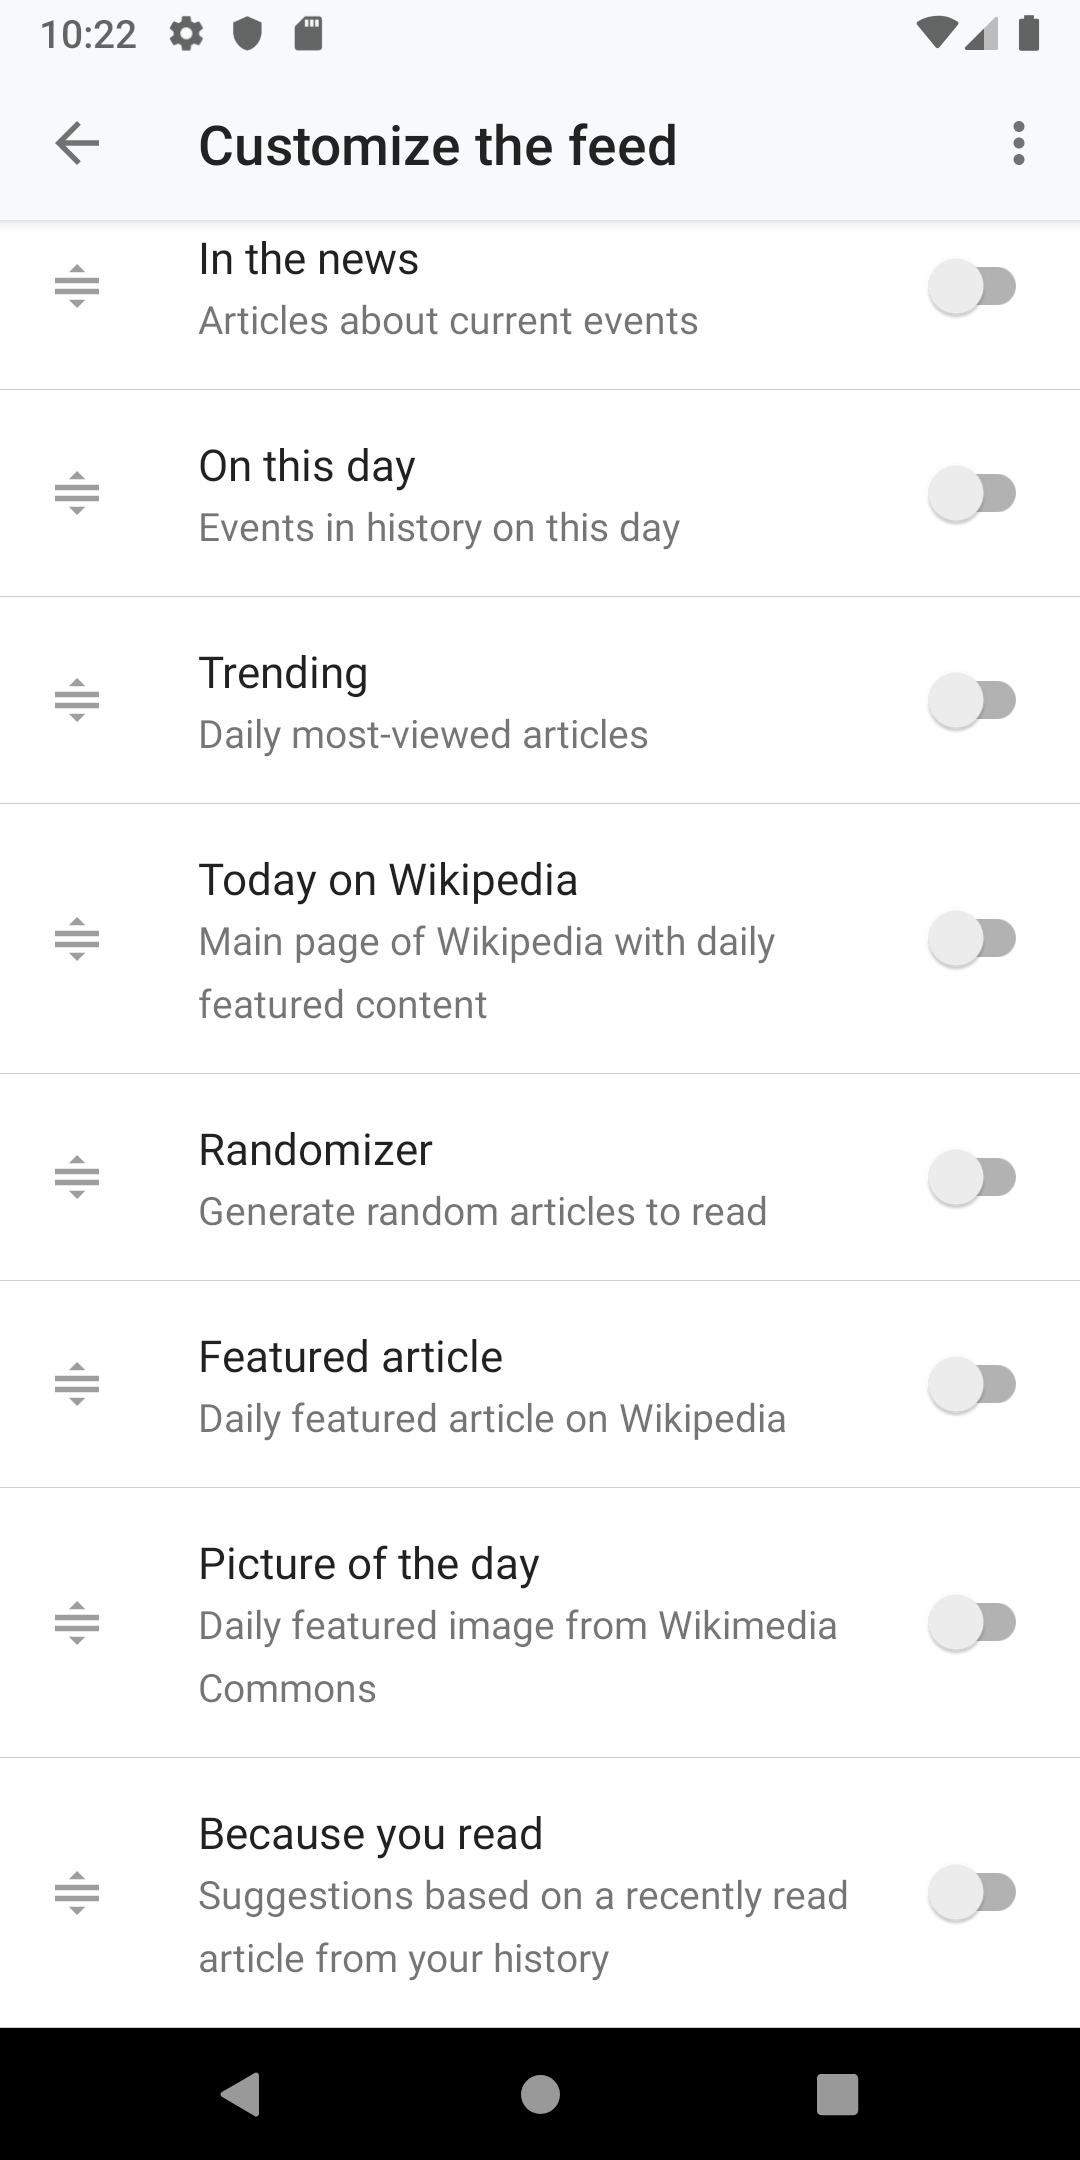 10:22
Customize the feed
In the news
Articles about current events
On this day
Events in history on this day
Trending
Daily most-viewed articles
Today on Wikipedia
Main page of Wikipedia with daily
featured content
Randomizer
Generate random articles to read
Featured article
Daily featured article on Wikipedia
Picture of the day
Daily featured image from Wikimedia
Commons
Because you read
Suggestions based on a recently read
article from your history